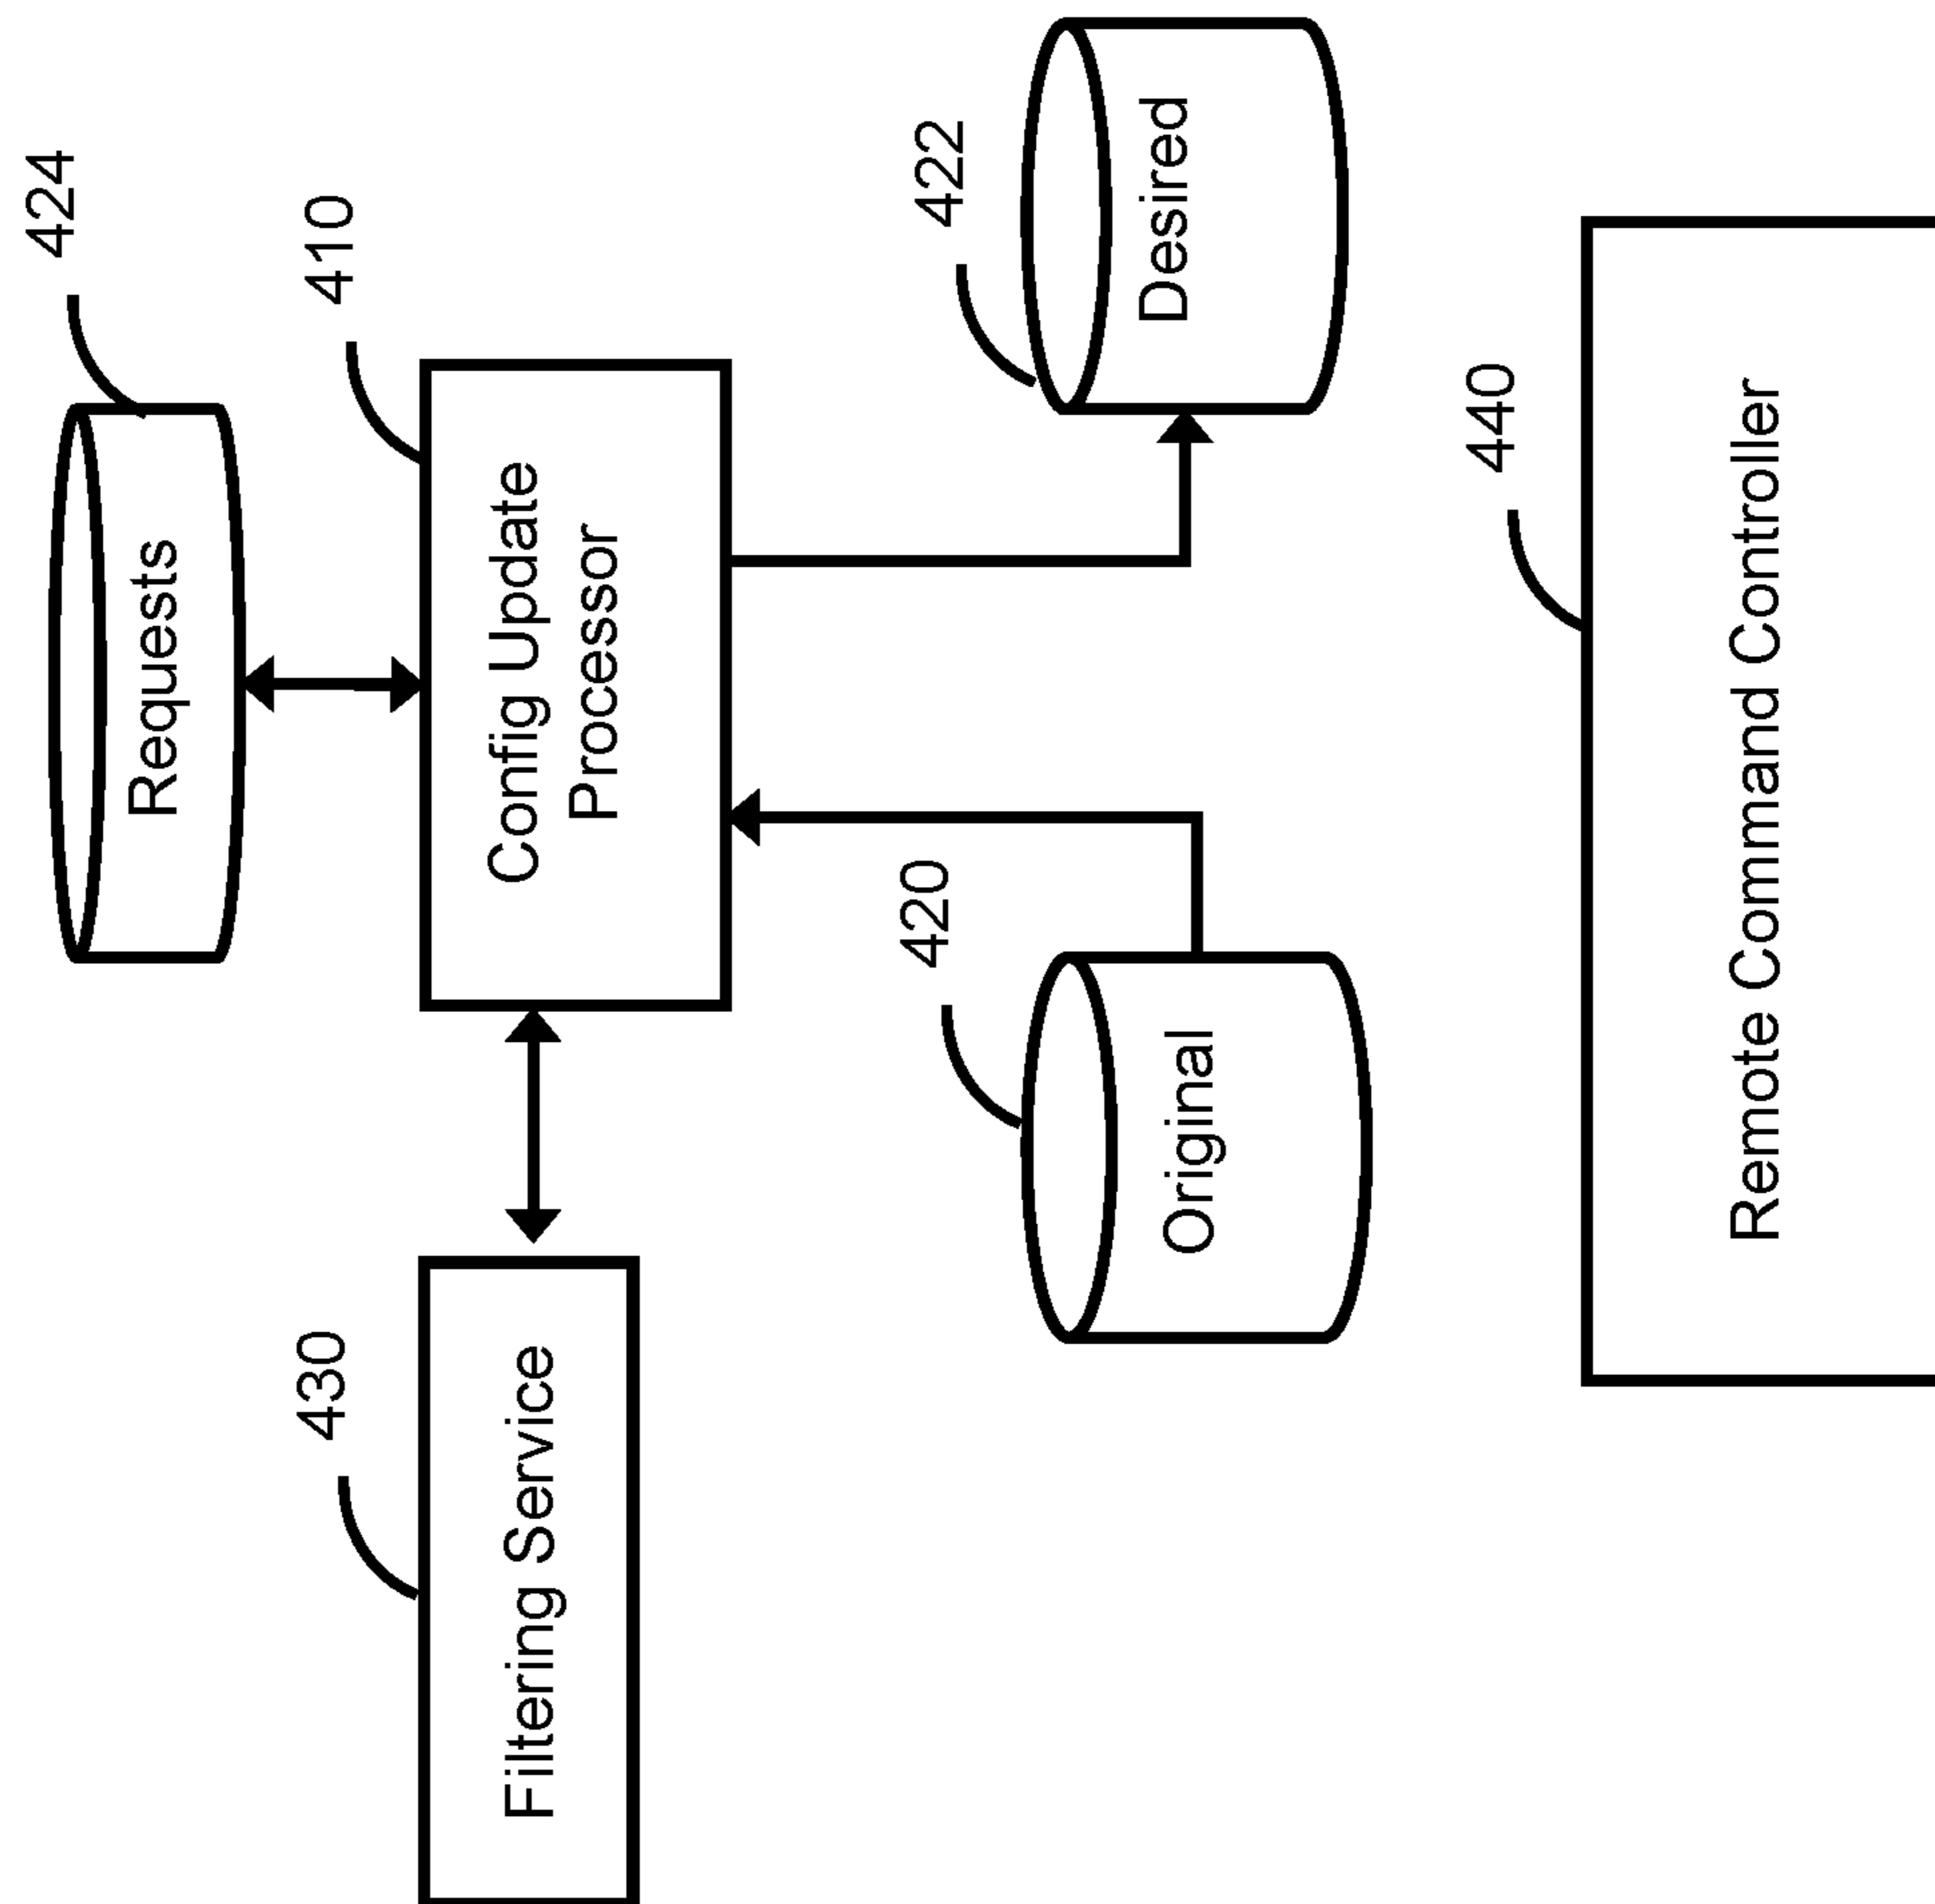 424
Requests
410
430
Filtering Service
Config Update
Processor
420
422
Original
Desired
440
Remote Command Controller